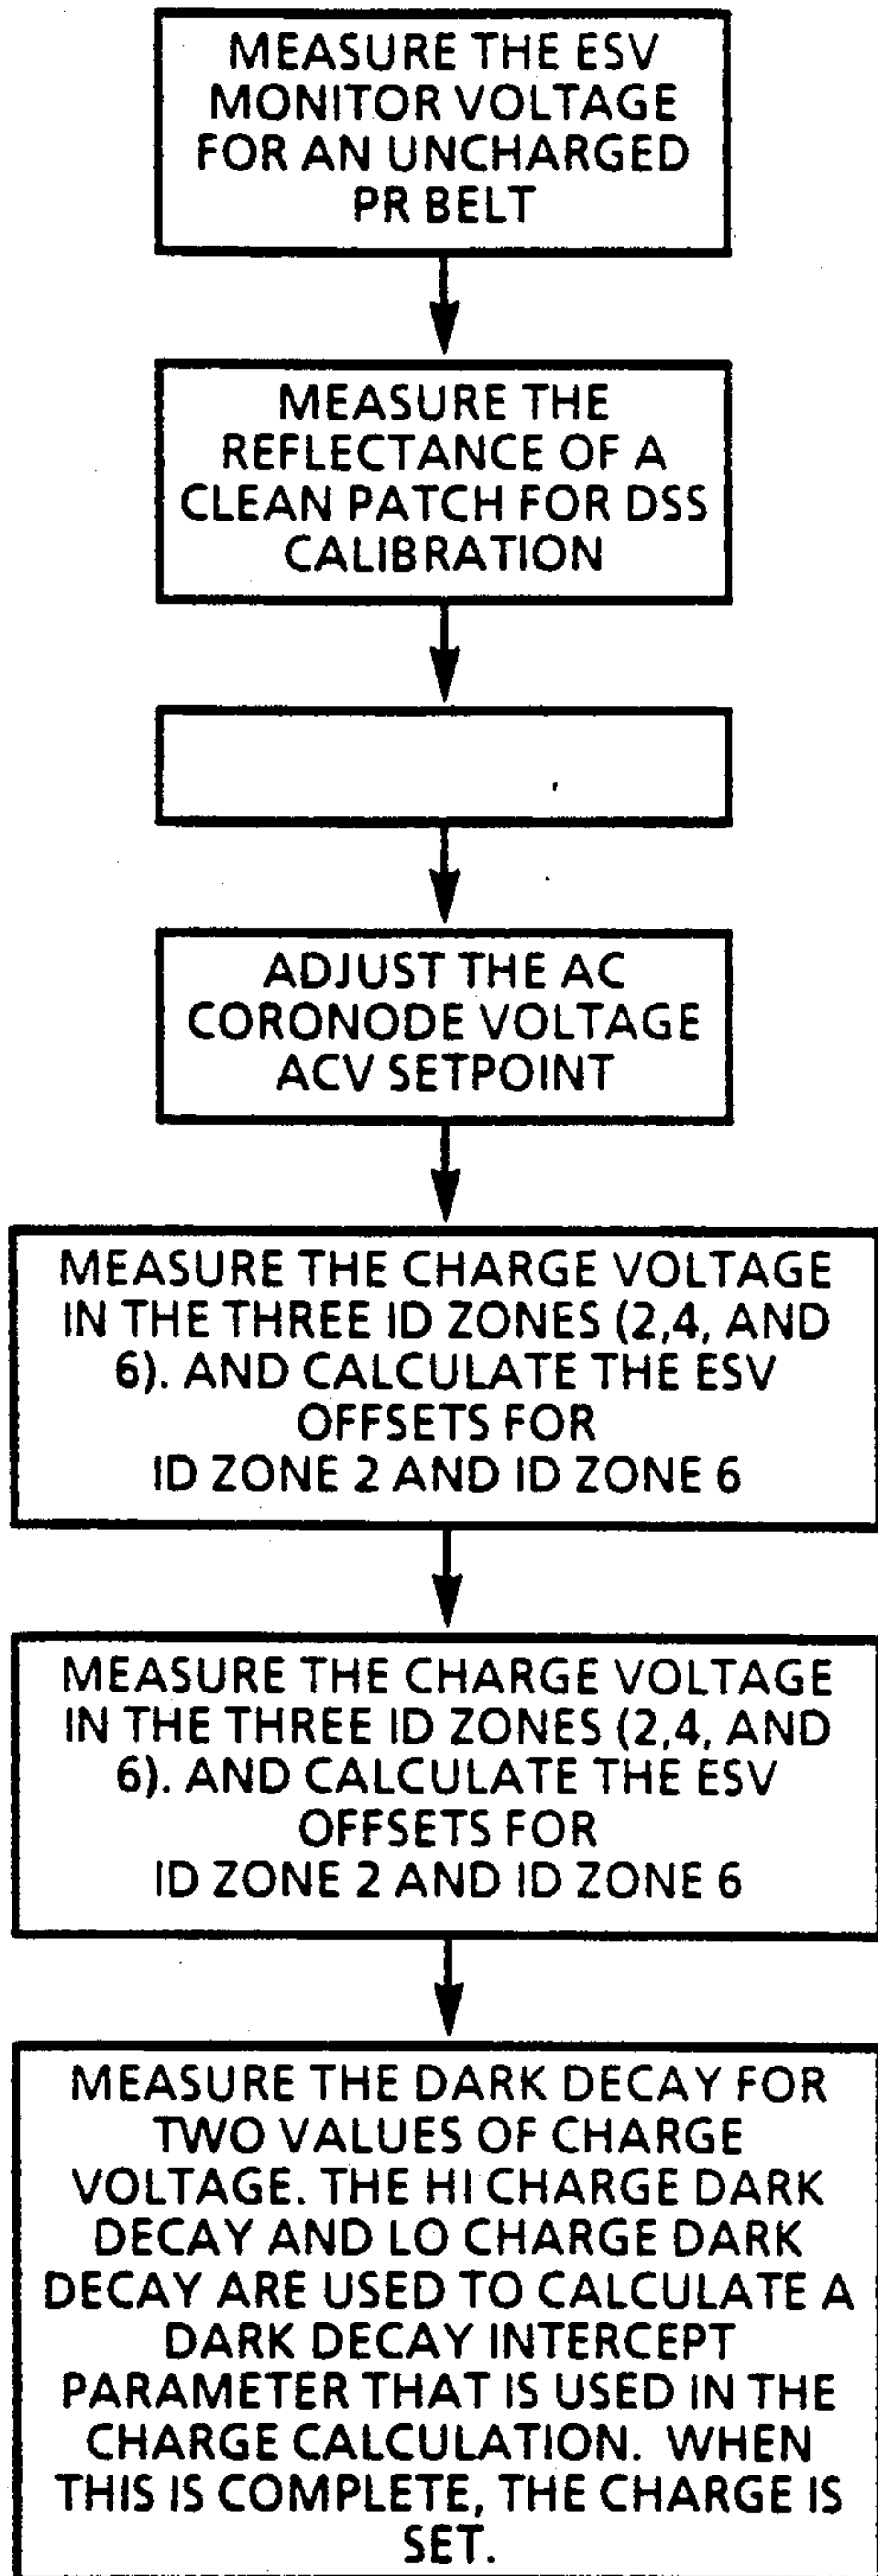 MEASURE THE ESV
MONITOR VOLTAGE
FOR AN UNCHARGED
PR BELT
MEASURE THE
REFLECTANCE OF A
CLEAN PATCH FOR DSS
CALIBRATION
ADJUST THE AC
CORONODE VOLTAGE
ACV SETPOINT
MEASURE THE CHARGE VOLTAGE
IN THE THREE ID ZONES (2,4, AND
6). AND CALCULATE THE ESV
OFFSETS FOR
ID ZONE 2 AND ID ZONE 6
MEASURE THE CHARGE VOLTAGE
IN THE THREE ID ZONES (2,4, AND
6). AND CALCULATE THE ESV
OFFSETS FOR
ID ZONE 2 AND ID ZONE 6
MEASURE THE DARK DECAY FOR
TWO VALUES OF CHARGE
VOLTAGE. THE HI CHARGE DARK
DECAY AND LO CHARGE DARK
DECAY ARE USED TO CALCULATE A
DARK DECAY INTERCEPT
PARAMETER THAT IS USED IN THE
CHARGE CALCULATION. WHEN
THIS IS COMPLETE, THE CHARGE IS
SET.